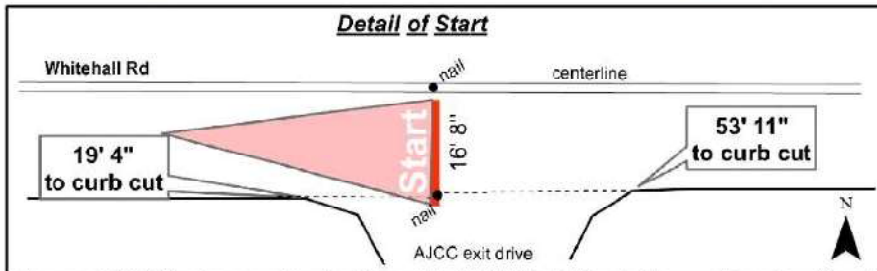 Detail of Start
nail
Whitehall Rd
centerline
Start
16' 8"
53' 11"
to curb cut
19' 4"
to curb cut
nail
N
AJCC exit drive